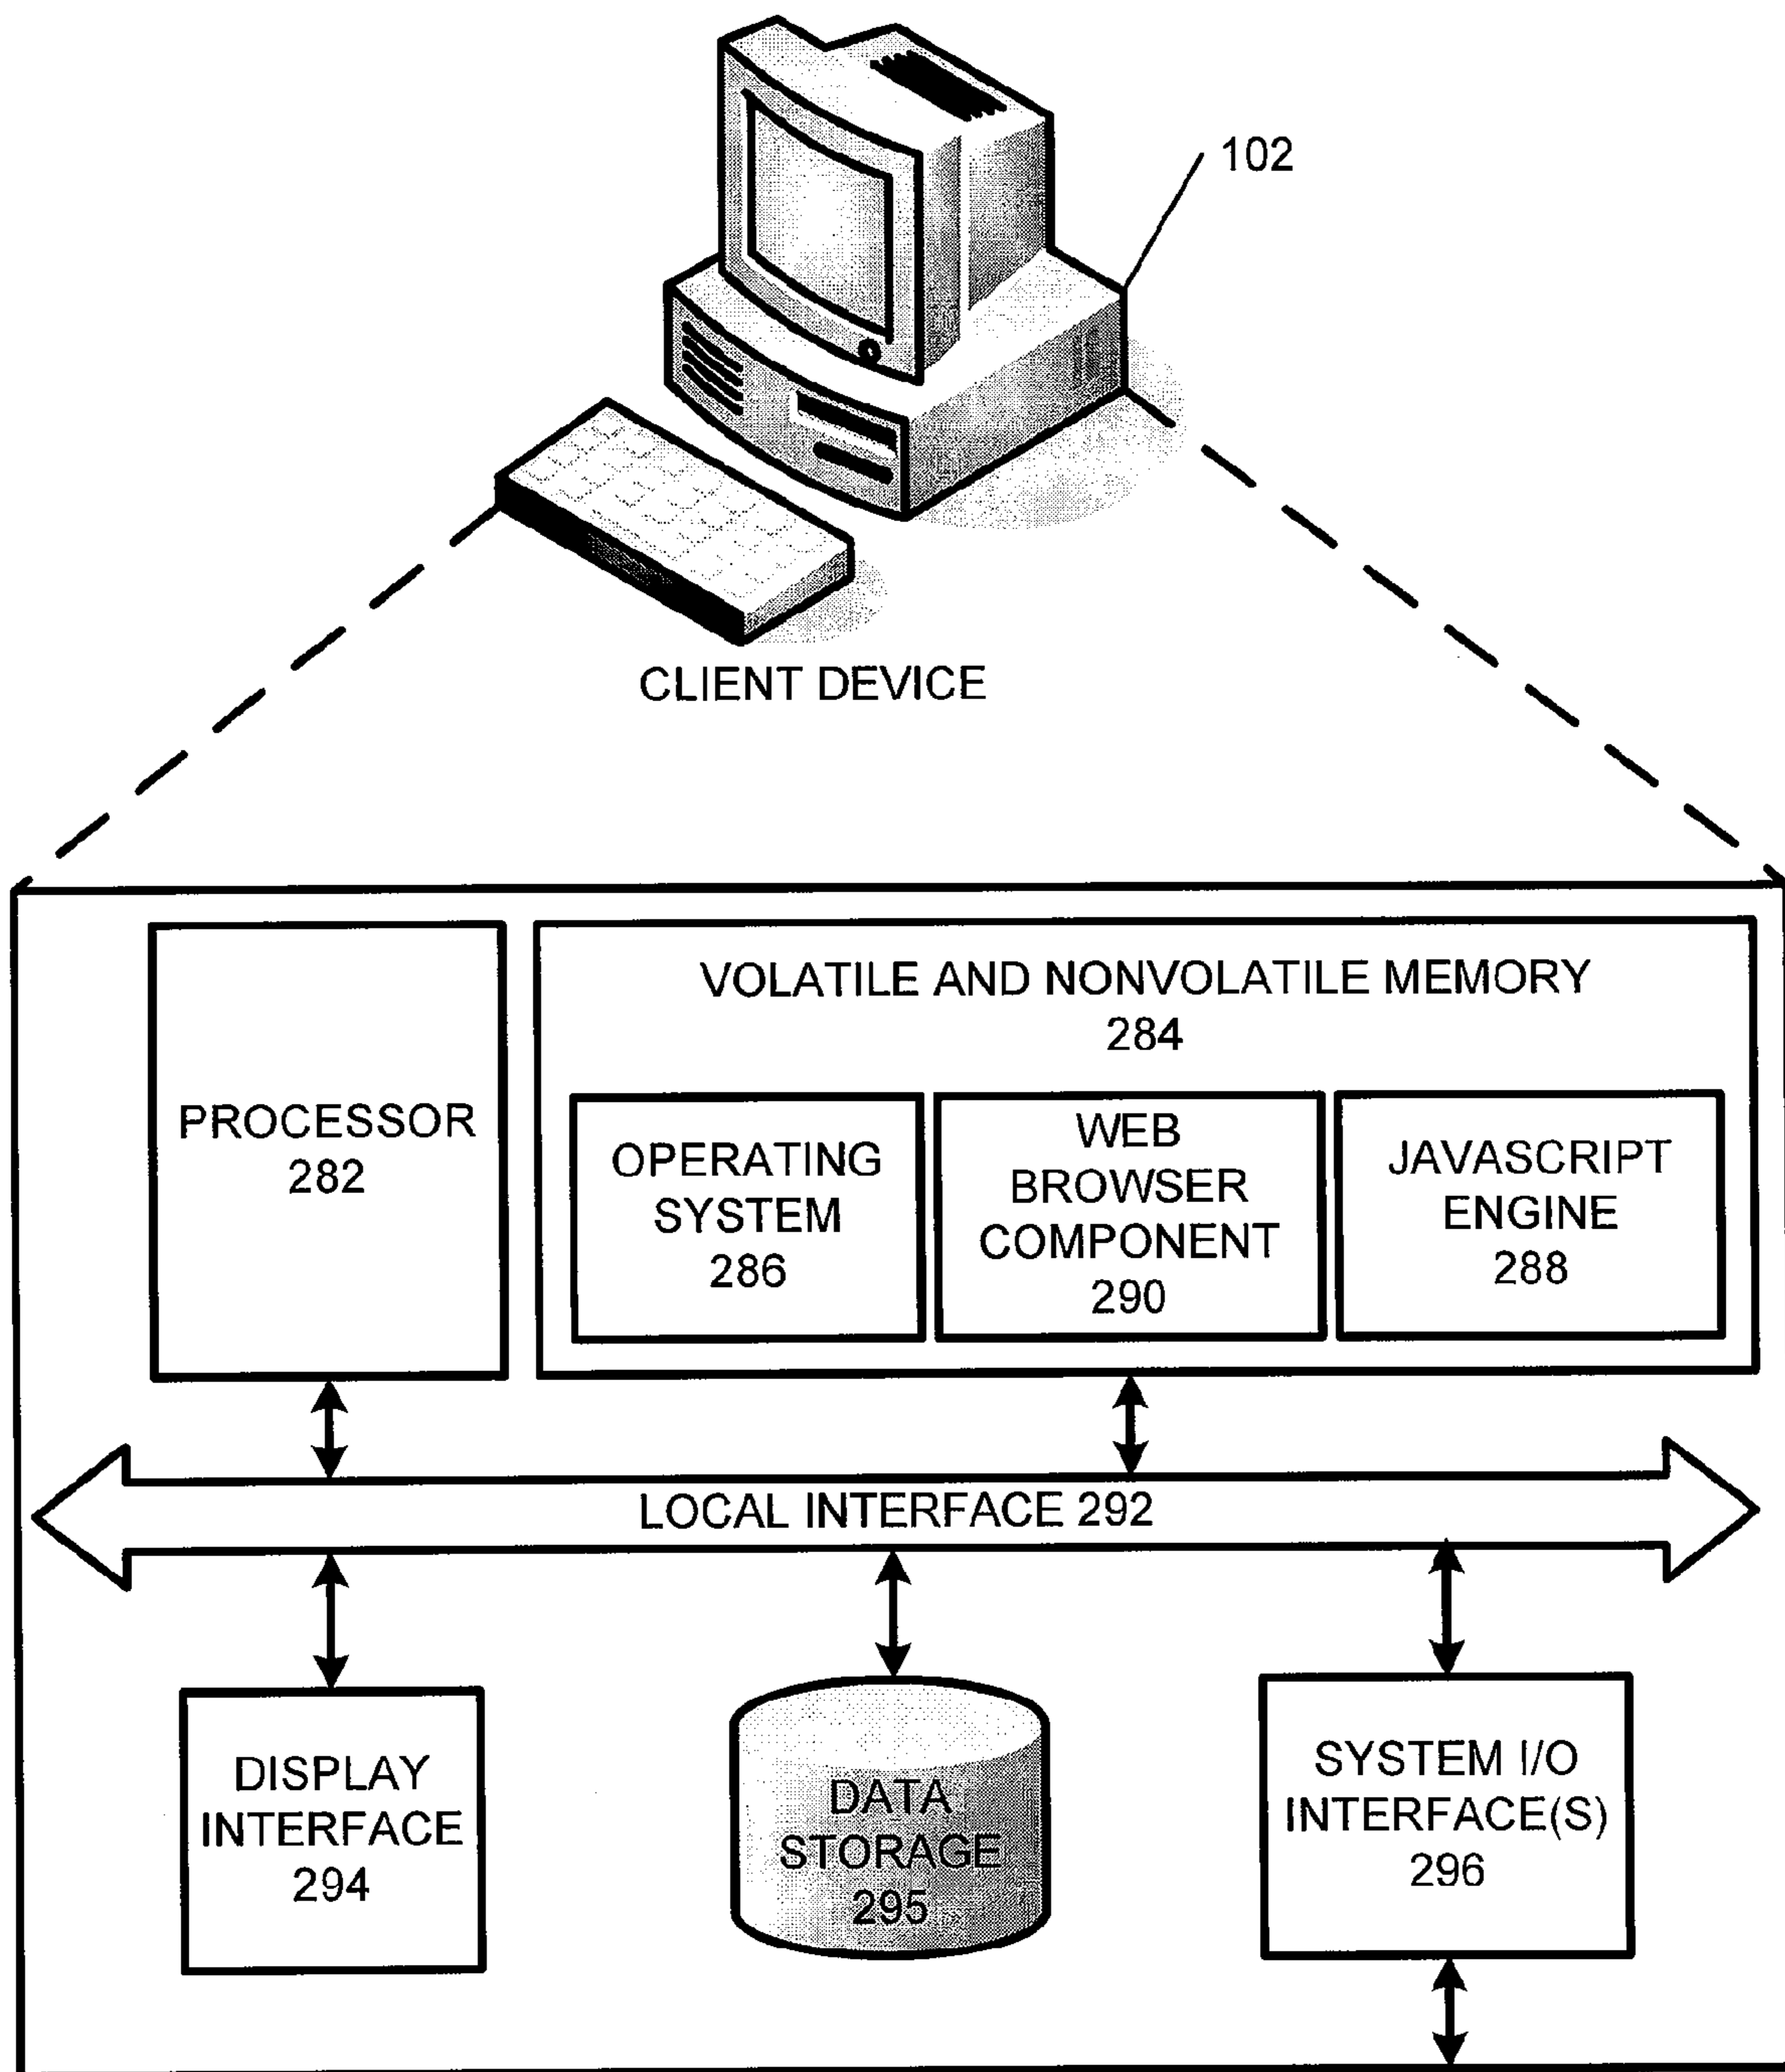 102
CLIENT DEVICE
PROCESSOR
282
VOLATILE AND NONVOLATILE MEMORY
284
OPERATING
SYSTEM
286
WEB
BROWSER
COMPONENT
290
JAVASCRIPT
ENGINE
288
LOCAL INTERFACE 292
DISPLAY
INTERFACE
294
DATA
STORAGE
295
SYSTEM I/O
INTERFACE(S)
296